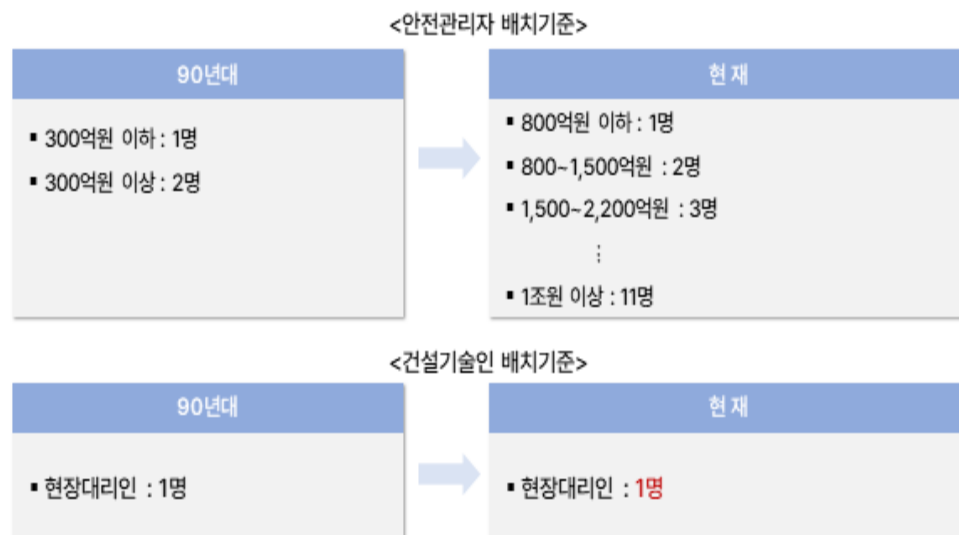 <안전관리자 배치기준>
90년대
▪ 300억원 이하 : 1명
▪ 300억원 이상 : 2명
현 재
▪ 800억원 이하 : 1명
▪ 800~1,500억원 : 2명
▪ 1,500~2,200억원 : 3명
⋮
▪ 1조원 이상 : 11명
<건설기술인 배치기준>
90년대
▪ 현장대리인 : 1명
현 재
▪ 현장대리인 : 1명